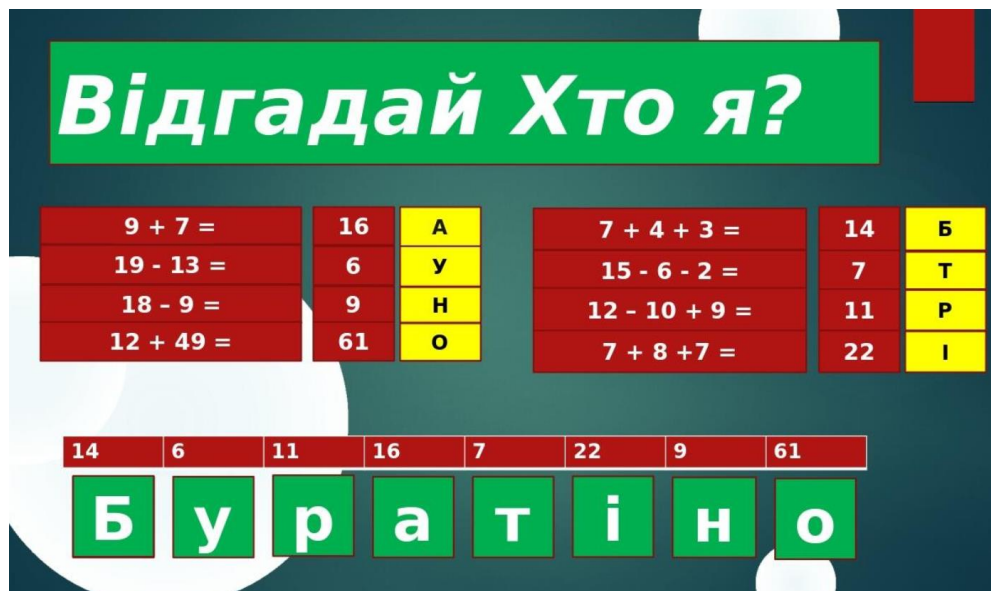 Відгадай Хто я?
9 + 7 = 16 А
19 - 13 = 6 У
18 – 9 = 9 Н
12 + 49 = 61 О
7 + 4 + 3 = 14 Б
15 - 6 - 2 = 7 Т
12 – 10 + 9 = 11 Р
7 + 8 +7 = 22 І
14 6 11 16 7 22 9 61
Б у р а т і н о